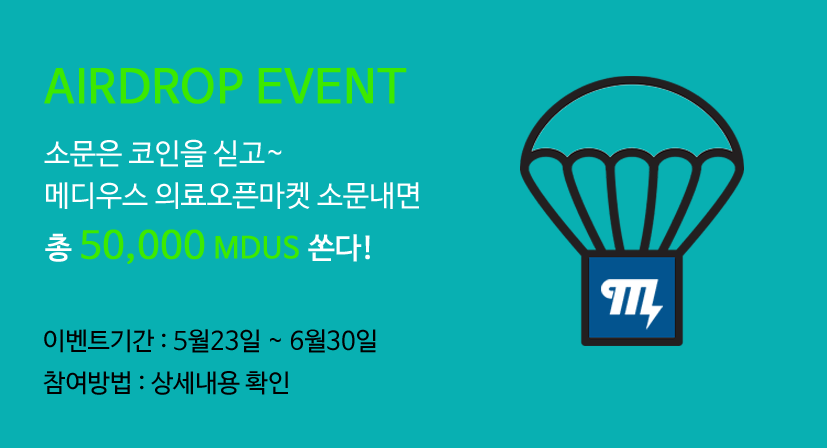 AIRDROP EVENT
소문은 코인을 싣고~
메디우스 의료오픈마켓 소문내면
총 50,000 MDUS 쏜다!
이벤트기간 : 5월23일 ~ 6월30일
참여방법 : 상세내용 확인